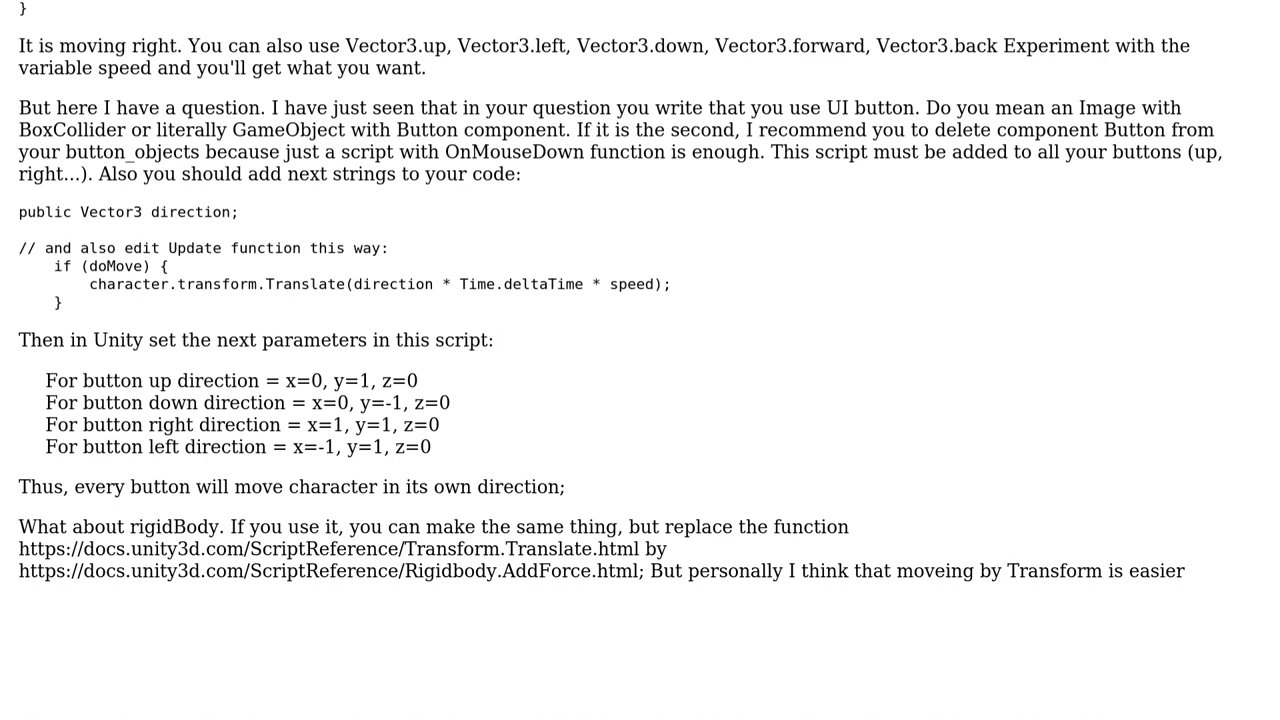 }
It is moving right. You can also use Vector3.up, Vector3.left, Vector3.down, Vector3.forward, Vector3.back Experiment with the
variable speed and you'll get what you want.
But here I have a question. I have just seen that in your question you write that you use UI button. Do you mean an Image with
BoxCollider or literally GameObject with Button component. If it is the second, I recommend you to delete component Button from
your button_objects because just a script with OnMouseDown function is enough. This script must be added to all your buttons (up,
right...). Also you should add next strings to your code:
public Vector3 direction;
// and also edit Update function this way:
    if (doMove) {
        character.transform.Translate(direction * Time.deltaTime * speed);
    }
Then in Unity set the next parameters in this script:
For button up direction = x=0, y=1, z=0
For button down direction = x=0, y=-1, z=0
For button right direction = x=1, y=1, z=0
For button left direction = x=-1, y=1, z=0
Thus, every button will move character in its own direction;
What about rigidBody. If you use it, you can make the same thing, but replace the function
https://docs.unity3d.com/ScriptReference/Transform.Translate.html by
https://docs.unity3d.com/ScriptReference/Rigidbody.AddForce.html; But personally I think that moveing by Transform is easier